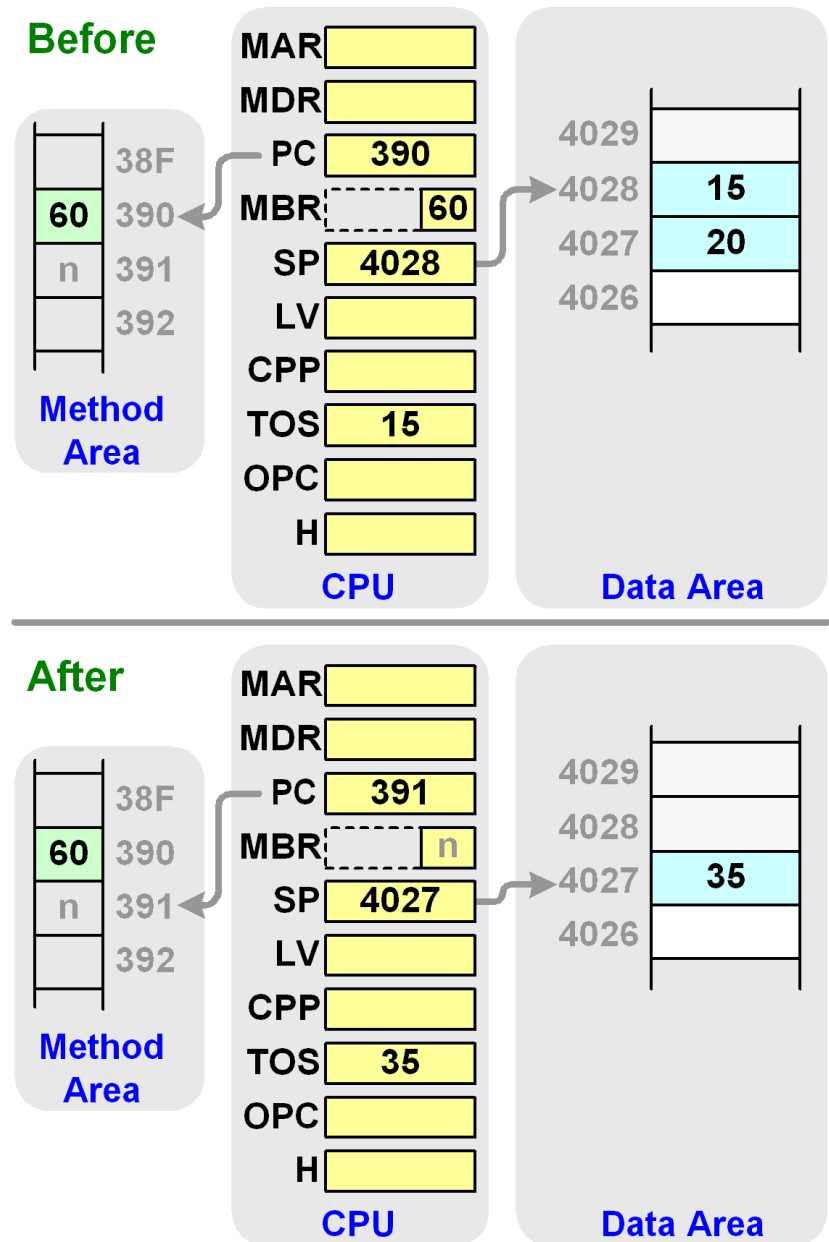 Before
38F
60 390
n 391
392
Method
Area
MAR
MDR
PC 390
MBR 60
SP 4028
LV
CPP
TOS 15
OPC
H
CPU
4029
4028 15
4027 20
4026
Data Area
After
38F
60 390
n 391
392
Method
Area
MAR
MDR
PC 391
MBR n
SP 4027
LV
CPP
TOS 35
OPC
H
CPU
4029
4028
4027 35
4026
Data Area